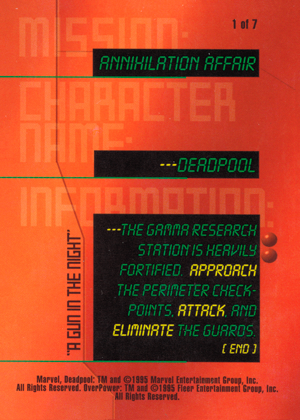 1 of 7
MISSION:
ANNIHILATION AFFAIR
CHARACTER
NAME:
---DEADPOOL
INFORMATION:
"A GUN IN THE NIGHT"
---THE GAMMA RESEARCH
STATION IS HEAVILY
FORTIFIED. APPROACH
THE PERIMETER CHECK-
POINTS, ATTACK, AND
ELIMINATE THE GUARDS.
[ END ]
Marvel, Deadpool: TM and ©1995 Marvel Entertainment Group, Inc.
All Rights Reserved. OverPower: TM and ©1995 Fleer Entertainment Group, Inc.
All Rights Reserved.